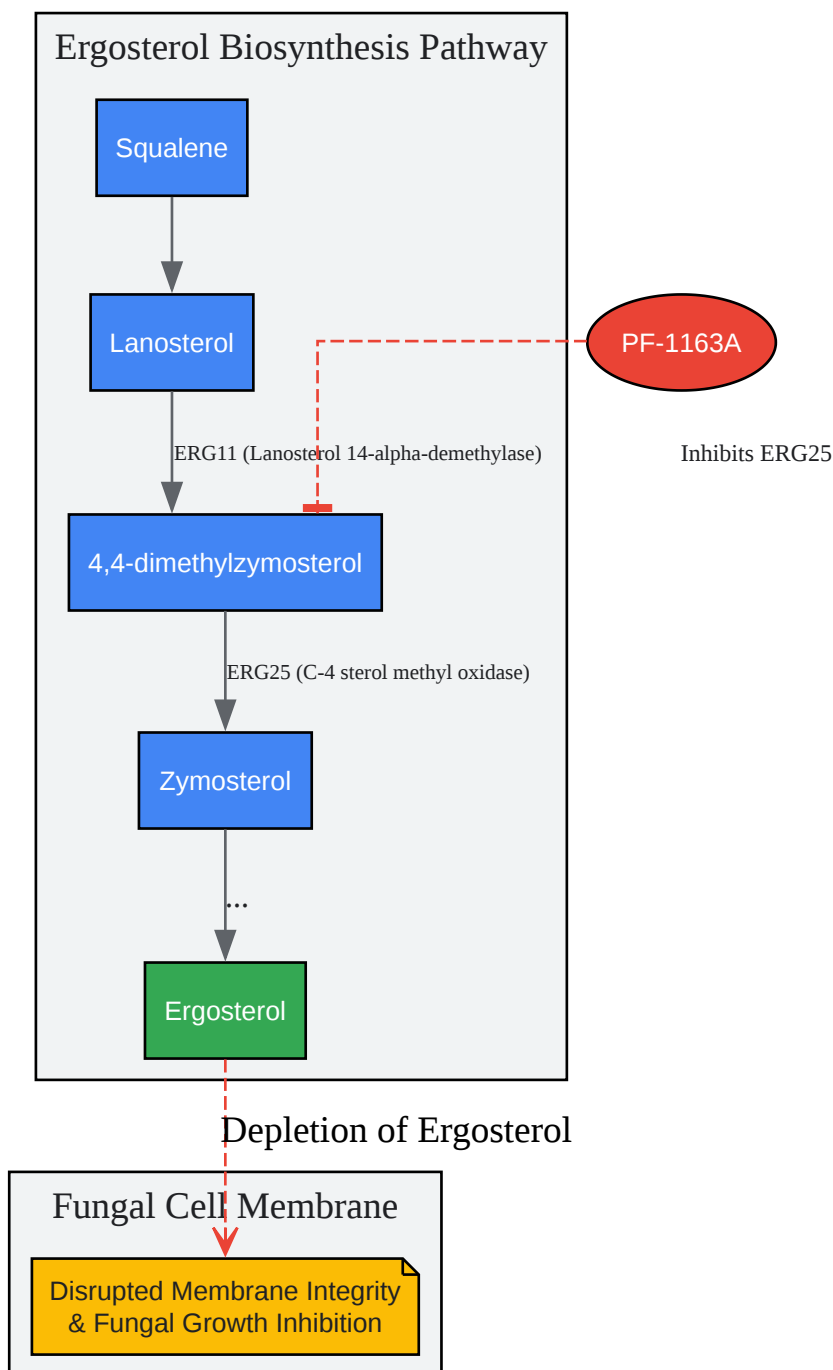 Ergosterol Biosynthesis Pathway
Squalene
Lanosterol
PF-1163A
ERG11 (Lanosterol 14-alpha-demethylase)
Inhibits ERG25
4,4-dimethylzymosterol
ERG25 (C-4 sterol methyl oxidase)
Zymosterol
...
Ergosterol
Depletion of Ergosterol
Fungal Cell Membrane
Disrupted Membrane Integrity
& Fungal Growth Inhibition